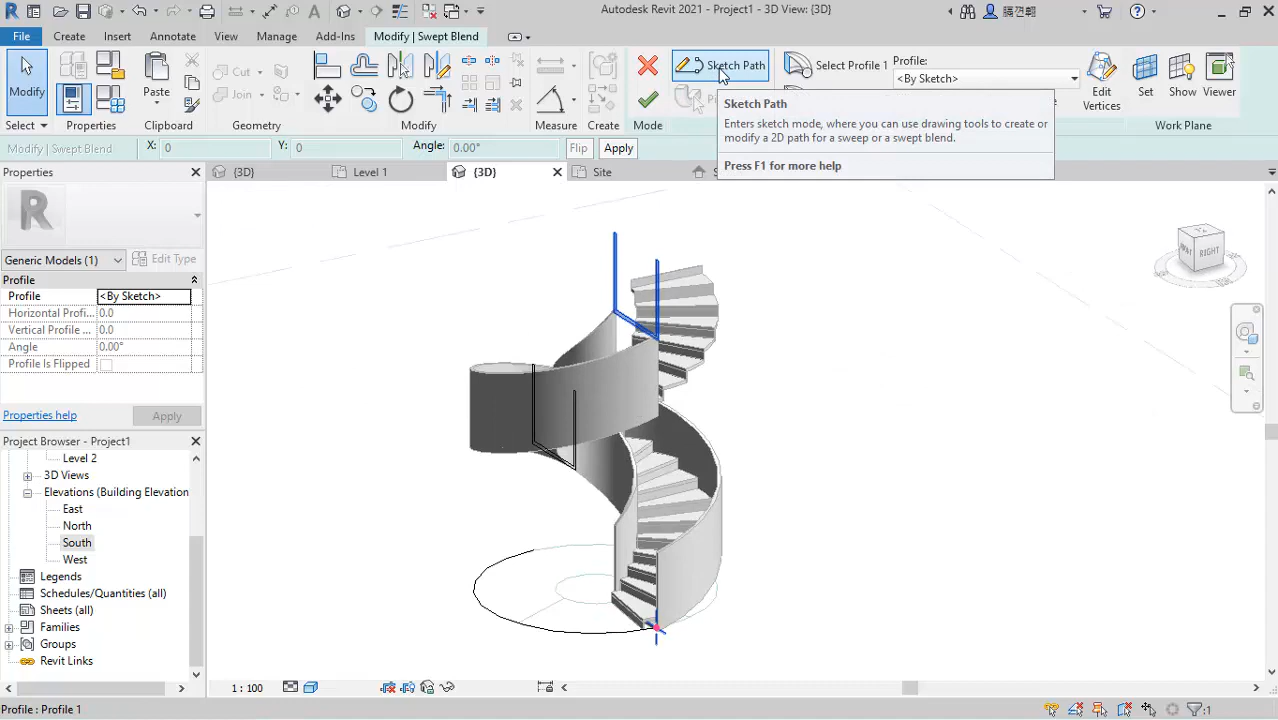 Autodesk Revit 2021 - Project1 - 3D View: {3D}
File Create Insert Annotate View Manage Add-Ins Modify | Swept Blend
Modify
Paste
Cut
Join
Sketch Path
Select Profile 1
Profile:
<By Sketch>
Edit
Vertices
Set Show Viewer
Select Properties Clipboard Geometry Modify Measure Create Mode Work Plane
Sketch Path
Enters sketch mode, where you can use drawing tools to create or
modify a 2D path for a sweep or a swept blend.
Press F1 for more help
Modify | Swept Blend X: 0 Y: 0 Angle: 0.00° Flip Apply
Properties
{3D} Level 1 {3D} Site
R
Generic Models (1) Edit Type
Profile
Profile <By Sketch>
Horizontal Profi... 0.0
Vertical Profile ... 0.0
Angle 0.00°
Profile Is Flipped
Properties help Apply
Project Browser - Project1
Level 2
3D Views
Elevations (Building Elevation
East
North
South
West
Legends
Schedules/Quantities (all)
Sheets (all)
Families
Groups
Revit Links
RIGHT
1 : 100
Profile : Profile 1
:1